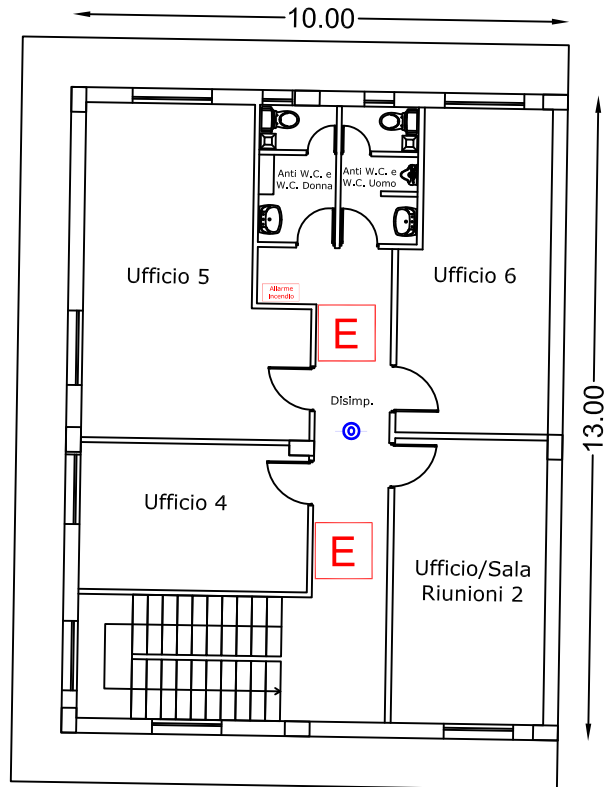 10.00
Anti W.C. e
W.C. Donna
Anti W.C. e
W.C. Uomo
Ufficio 5
Ufficio 6
Allarme
Incendio
E
Disimp.
13.00
Ufficio 4
E
Ufficio/Sala
Riunioni 2